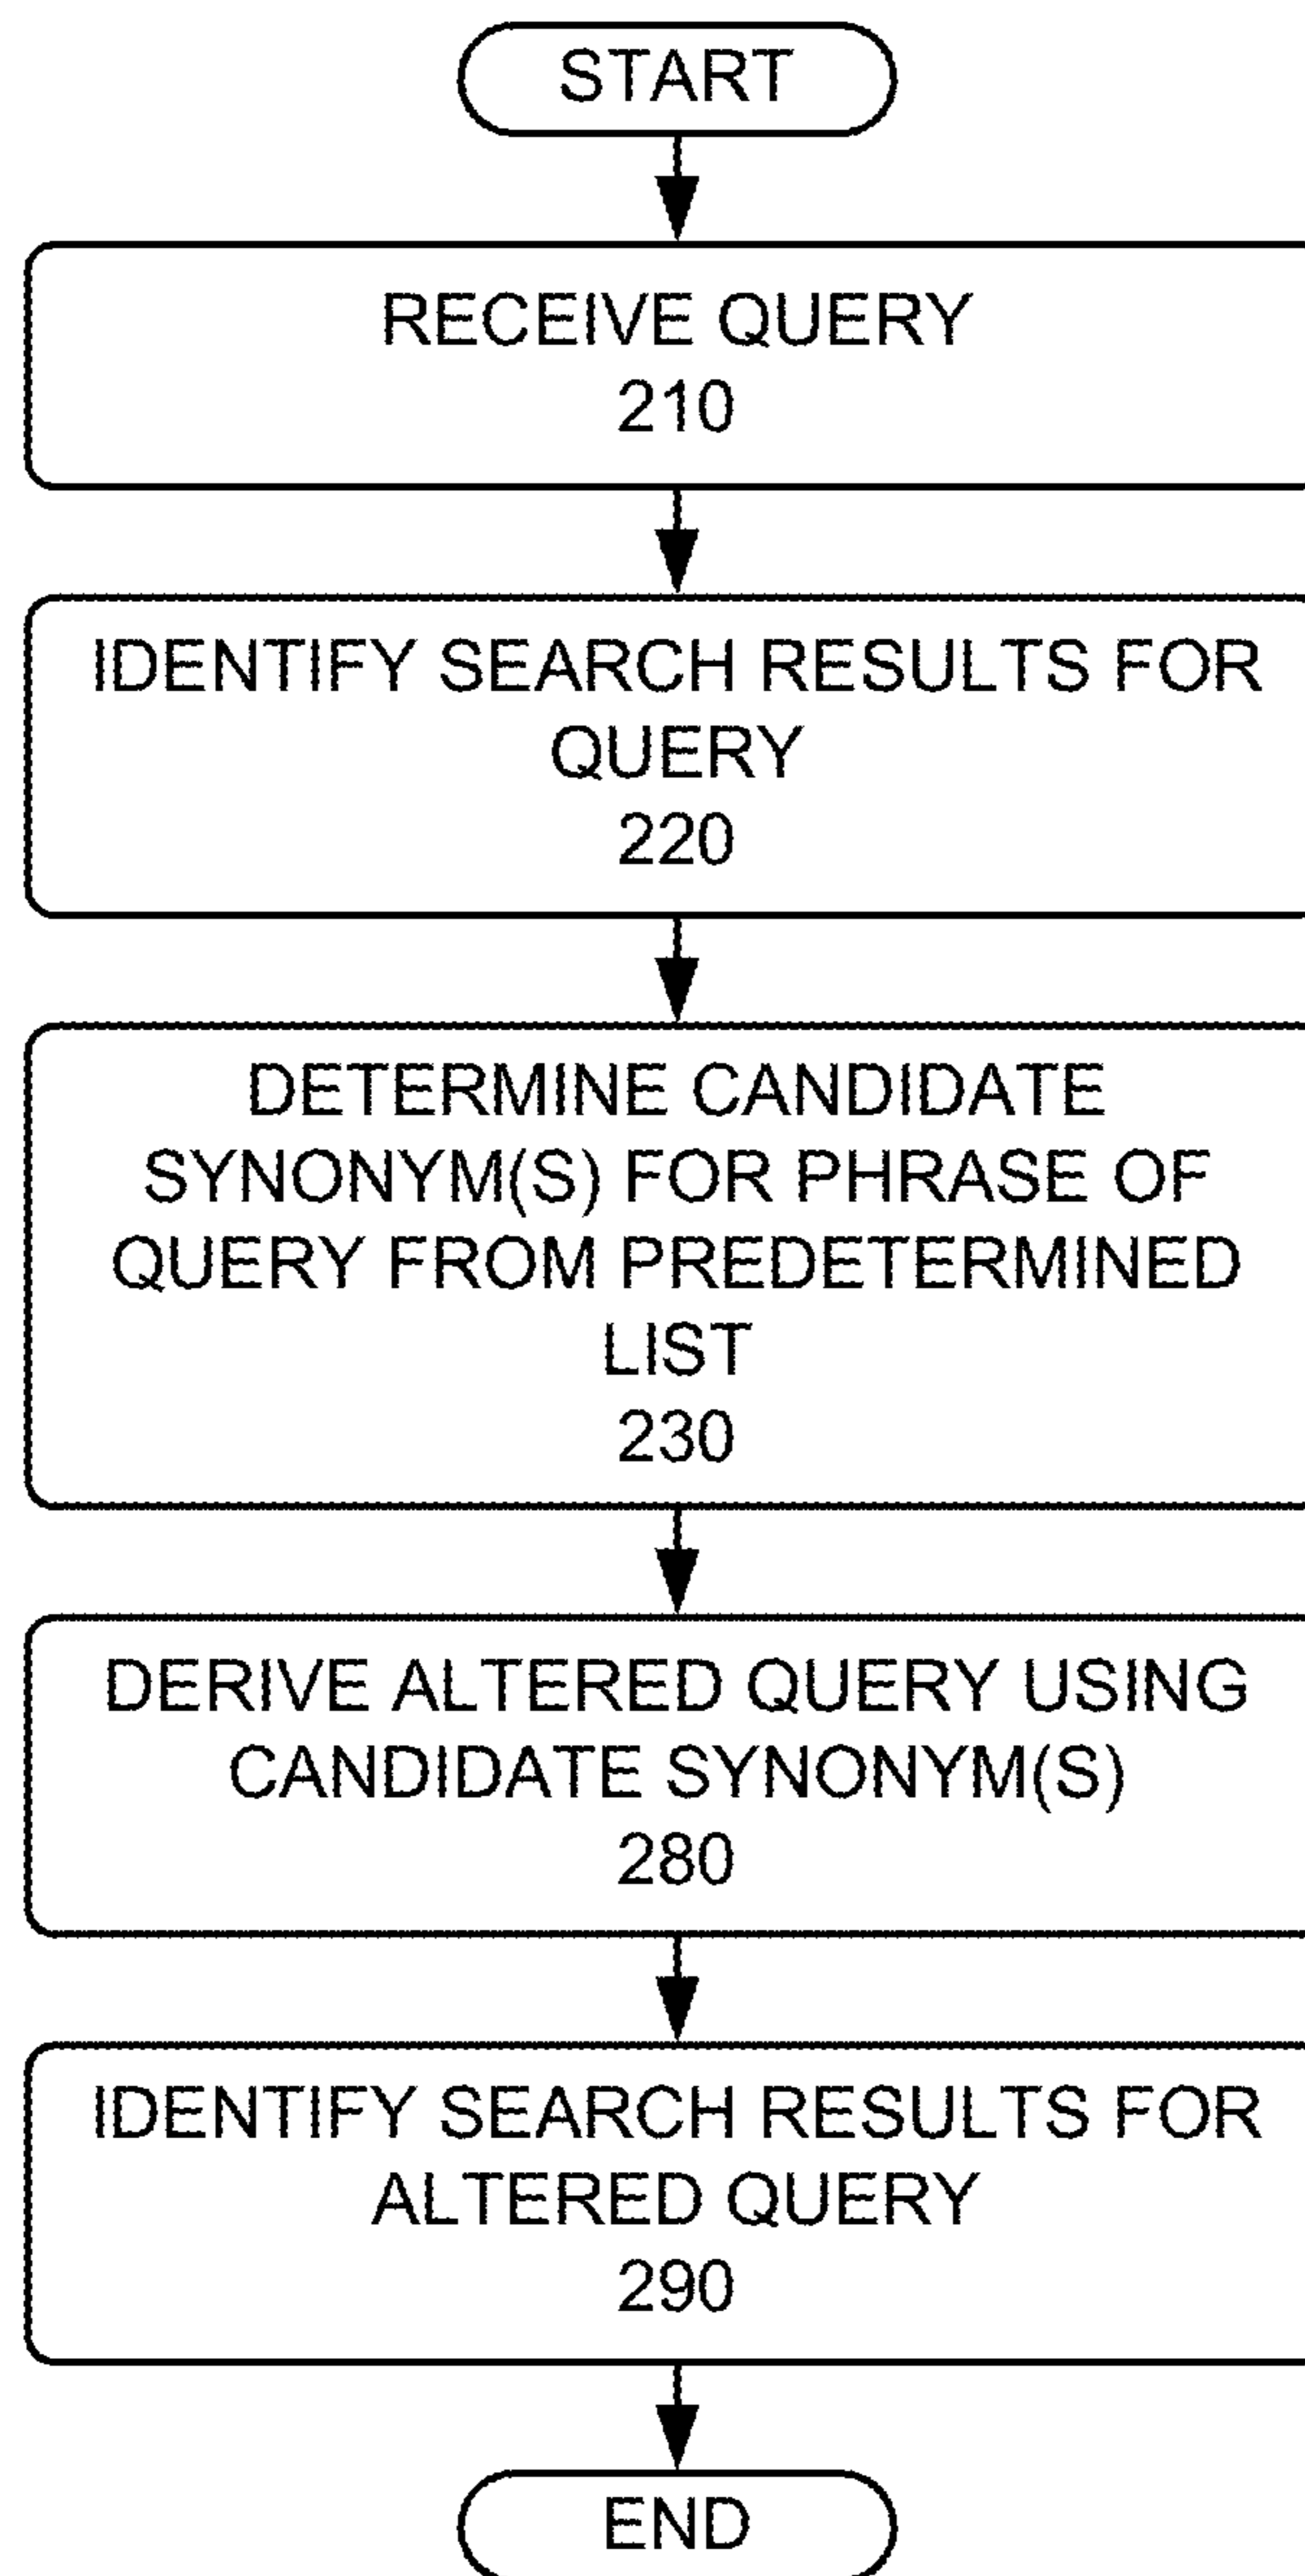 START
RECEIVE QUERY
210
IDENTIFY SEARCH RESULTS FOR
QUERY
220
DETERMINE CANDIDATE
SYNONYM(S) FOR PHRASE OF
QUERY FROM PREDETERMINED
LIST
230
DERIVE ALTERED QUERY USING
CANDIDATE SYNONYM(S)
280
IDENTIFY SEARCH RESULTS FOR
ALTERED QUERY
290
END